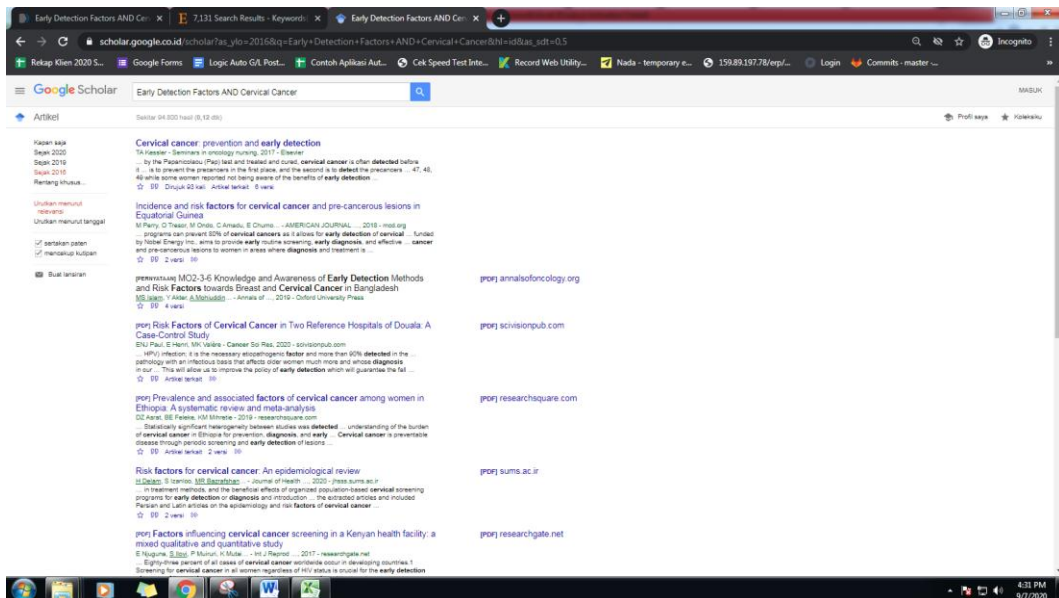 Early Detection Factors AND Cerv
7,131 Search Results - Keywords:
Early Detection Factors AND Cerv
scholar.google.co.id/scholar?as_ylo=2016&q=Early+Detection+Factors+AND+Cervical+Cancer&hl=id&as_sdt=0,5
Incognito
Rekap Klien 2020 S...
Google Forms
Logic Auto G/L Post...
Contoh Aplikasi Aut...
Cek Speed Test Inte...
Record Web Utility...
Nada - temporary e...
159.89.197.78/erp/...
Login
Commits - master -...
Google Scholar
Early Detection Factors AND Cervical Cancer
MASUK
Artikel
Sekitar 94.000 hasil (0,12 dtk)
Profil saya
Koleksiku
Kapan saja
Sejak 2020
Sejak 2019
Sejak 2016
Rentang khusus...
Urutkan menurut
relevansi
Urutkan menurut tanggal
sertakan paten
mencakup kutipan
Buat lansiran
Cervical cancer: prevention and early detection
TA Kessler - Seminars in oncology nursing, 2017 - Elsevier
... by the Papanicolaou (Pap) test and treated and cured, cervical cancer is often detected before
it ... is to prevent the precancers in the first place, and the second is to detect the precancers ... 47, 48,
49 while some women reported not being aware of the benefits of early detection ...
Dirujuk 93 kali Artikel terkait 6 versi
Incidence and risk factors for cervical cancer and pre-cancerous lesions in
Equatorial Guinea
M Perry, O Tresor, M Ondo, C Amadu, E Chumo... - AMERICAN JOURNAL ..., 2018 - mcd.org
... programs can prevent 80% of cervical cancers as it allows for early detection of cervical ... funded
by Nobel Energy Inc., aims to provide early routine screening, early diagnosis, and effective ... cancer
and pre-cancerous lesions to women in areas where diagnosis and treatment is ...
2 versi
[PERNYATAAN] MO2-3-6 Knowledge and Awareness of Early Detection Methods
and Risk Factors towards Breast and Cervical Cancer in Bangladesh
MS Islam, Y Akter, A Mohiuddin ... - Annals of ..., 2019 - Oxford University Press
4 versi
[PDF] annalsofoncology.org
[PDF] Risk Factors of Cervical Cancer in Two Reference Hospitals of Douala: A
Case-Control Study
ENJ Paul, E Henri, MK Valère - Cancer Sci Res, 2020 - scivisionpub.com
... HPV) infection; it is the necessary etiopathogenic factor and more than 90% detected in the ...
pathology with an infectious basis that affects older women much more and whose diagnosis
in our ... This will allow us to improve the policy of early detection which will guarantee the fall ...
Artikel terkait
[PDF] scivisionpub.com
[PDF] Prevalence and associated factors of cervical cancer among women in
Ethiopia: A systematic review and meta-analysis
DZ Asrat, BE Feleke, KM Mihretie - 2019 - researchsquare.com
... Statistically significant heterogeneity between studies was detected ... understanding of the burden
of cervical cancer in Ethiopia for prevention, diagnosis, and early ... Cervical cancer is preventable
disease through periodic screening and early detection of lesions ...
Artikel terkait 2 versi
[PDF] researchsquare.com
Risk factors for cervical cancer: An epidemiological review
H Delam, S Izanloo, MR Bazrafshan ... - Journal of Health ..., 2020 - jhsss.sums.ac.ir
... in treatment methods, and the beneficial effects of organized population-based cervical screening
programs for early detection or diagnosis and introduction ... the extracted articles and included
Persian and Latin articles on the epidemiology and risk factors of cervical cancer ...
2 versi
[PDF] sums.ac.ir
[PDF] Factors influencing cervical cancer screening in a Kenyan health facility: a
mixed qualitative and quantitative study
E Njuguna, S Ilovi, P Muiruri, K Mutai ... - Int J Reprod ..., 2017 - researchgate.net
... Eighty-three percent of all cases of cervical cancer worldwide occur in developing countries.1
Screening for cervical cancer in all women regardless of HIV status is crucial for the early detection
[PDF] researchgate.net
4:31 PM
9/7/2020